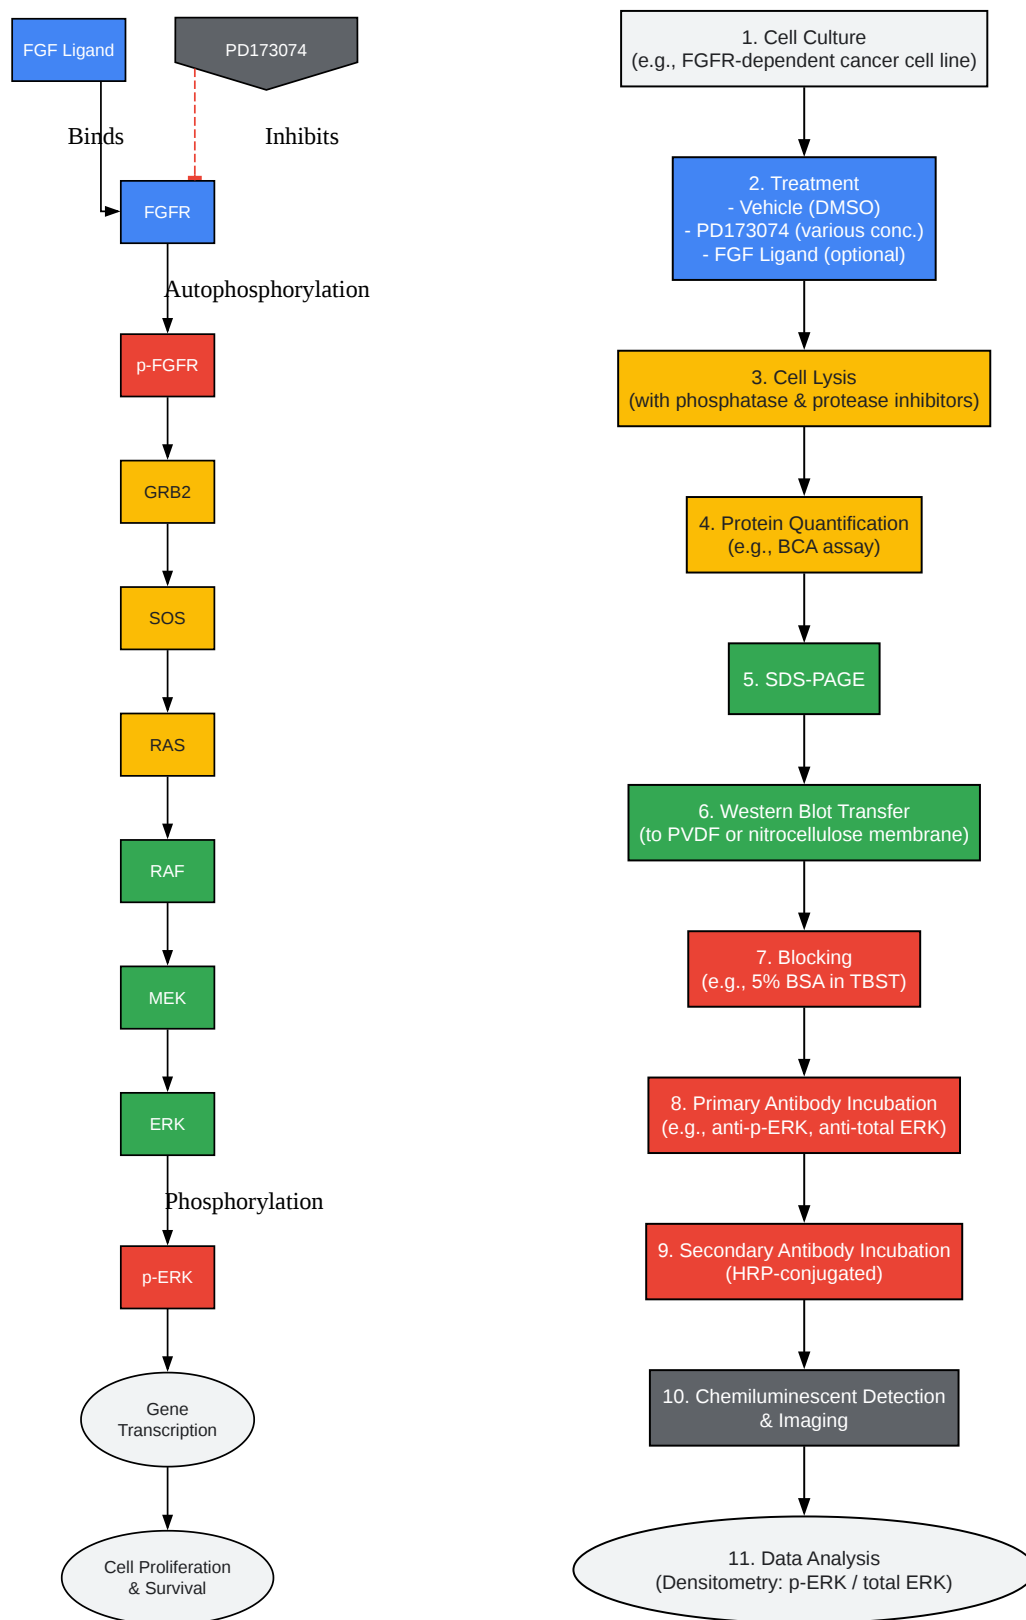 FGF Ligand
PD173074
Binds
Inhibits
FGFR
Autophosphorylation
p-FGFR
GRB2
SOS
RAS
RAF
MEK
ERK
Phosphorylation
p-ERK
Gene
Transcription
Cell Proliferation
& Survival
1. Cell Culture
(e.g., FGFR-dependent cancer cell line)
2. Treatment
- Vehicle (DMSO)
- PD173074 (various conc.)
- FGF Ligand (optional)
3. Cell Lysis
(with phosphatase & protease inhibitors)
4. Protein Quantification
(e.g., BCA assay)
5. SDS-PAGE
6. Western Blot Transfer
(to PVDF or nitrocellulose membrane)
7. Blocking
(e.g., 5% BSA in TBST)
8. Primary Antibody Incubation
(e.g., anti-p-ERK, anti-total ERK)
9. Secondary Antibody Incubation
(HRP-conjugated)
10. Chemiluminescent Detection
& Imaging
11. Data Analysis
(Densitometry: p-ERK / total ERK)